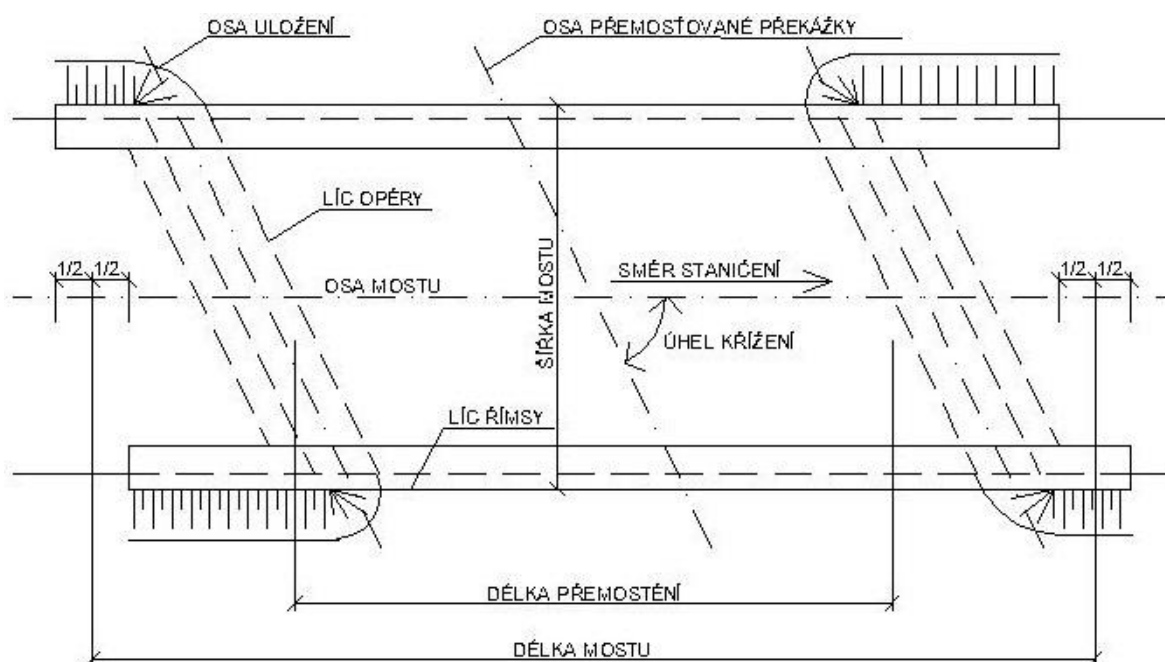 OSA ULOŽENÍ
OSA PŘEMOSŤOVANÉ PŘEKÁŽKY
LÍC OPĚRY
1/2 1/2
OSA MOSTU
ŠÍŘKA MOSTU
SMĚR STANIČENÍ
1/2 1/2
ÚHEL KŘÍŽENÍ
LÍC ŘÍMSY
DÉLKA PŘEMOSTĚNÍ
DÉLKA MOSTU